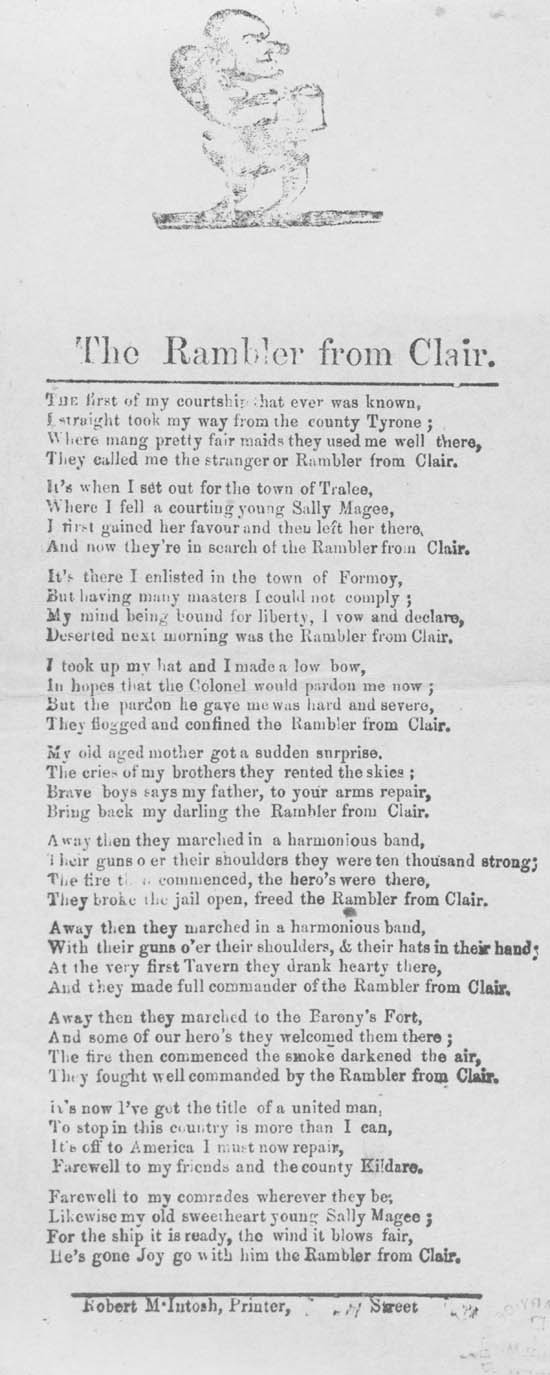 The Rambler from Clair.
THE first of my courtship that ever was known,
I straight took my way from the county Tyrone ;
Where mang pretty fair maids they used me well there,
They called me the stranger or Rambler from Clair.
It's when I set out for the town of Tralee,
Where I fell a courting young Sally Magee,
I first gained her favour and then left her there,
And now they're in search of the Rambler from Clair.
It's there I enlisted in the town of Formoy,
But having many masters I could not comply ;
My mind being bound for liberty, I vow and declare,
Deserted next morning was the Rambler from Clair.
I took up my hat and I made a low bow,
In hopes that the Colonel would pardon me now ;
But the pardon he gave me was hard and severe,
They flogged and confined the Rambler from Clair.
My old aged mother got a sudden surprise,
The cries of my brothers they rented the skies ;
Brave boys says my father, to your arms repair,
Bring back my darling the Rambler from Clair.
Away then they marched in a harmonious band,
Their guns o er their shoulders they were ten thousand strong;
The fire commenced, the hero's were there,
They broke the jail open, freed the Rambler from Clair.
Away then they marched in a harmonious band,
With their guns o'er their shoulders, & their hats in their hand;
At the very first Tavern they drank hearty there,
And they made full commander of the Rambler from Clair.
Away then they marched to the Barony's Fort,
And some of our hero's they welcomed them there ;
The fire then commenced the smoke darkened the air,
They fought well commanded by the Rambler from Clair.
It's now I've got the title of a united man,
To stop in this country is more than I can,
It's off to America I must now repair,
Farewell to my friends and the county Kildare.
Farewell to my comrades wherever they be,
Likewise my old sweetheart young Sally Magee ;
For the ship it is ready, the wind it blows fair,
He's gone Joy go with him the Rambler from Clair.
Robert M'Intosh, Printer, Street